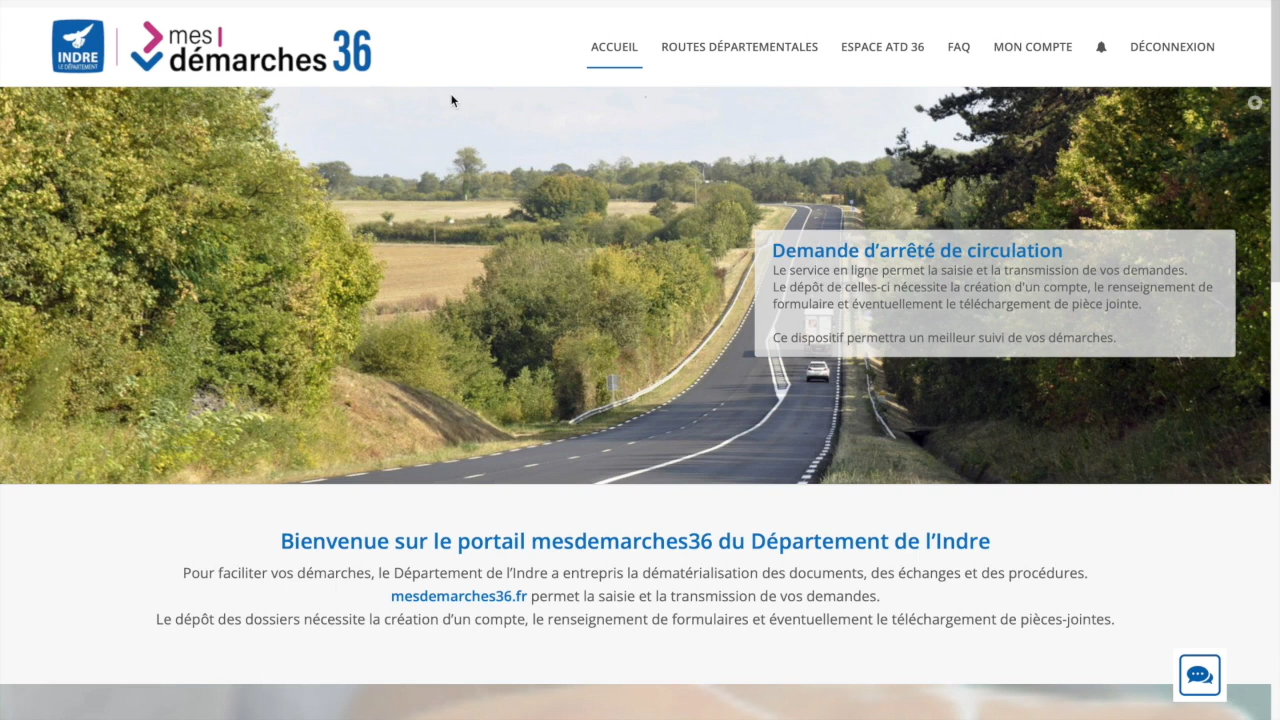 INDRE
LE DÉPARTEMENT
mes
démarches 36
ACCUEIL
ROUTES DÉPARTEMENTALES
ESPACE ATD 36
FAQ
MON COMPTE
DÉCONNEXION
Demande d’arrêté de circulation
Le service en ligne permet la saisie et la transmission de vos demandes.
Le dépôt de celles-ci nécessite la création d'un compte, le renseignement de
formulaire et éventuellement le téléchargement de pièce jointe.
Ce dispositif permettra un meilleur suivi de vos démarches.
Bienvenue sur le portail mesdemarches36 du Département de l’Indre
Pour faciliter vos démarches, le Département de l’Indre a entrepris la dématérialisation des documents, des échanges et des procédures.
mesdemarches36.fr permet la saisie et la transmission de vos demandes.
Le dépôt des dossiers nécessite la création d’un compte, le renseignement de formulaires et éventuellement le téléchargement de pièces-jointes.